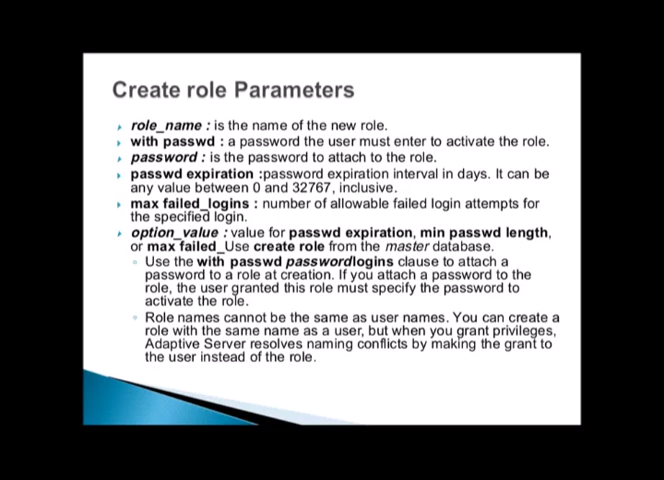 Create role Parameters
role_name : is the name of the new role.
with passwd : a password the user must enter to activate the role.
password : is the password to attach to the role.
passwd expiration :password expiration interval in days. It can be
any value between 0 and 32767, inclusive.
max failed_logins : number of allowable failed login attempts for
the specified login.
option_value : value for passwd expiration, min passwd length,
or max failed_Use create role from the master database.
Use the with passwd passwordlogins clause to attach a
password to a role at creation. If you attach a password to the
role, the user granted this role must specify the password to
activate the role.
Role names cannot be the same as user names. You can create a
role with the same name as a user, but when you grant privileges,
Adaptive Server resolves naming conflicts by making the grant to
the user instead of the role.